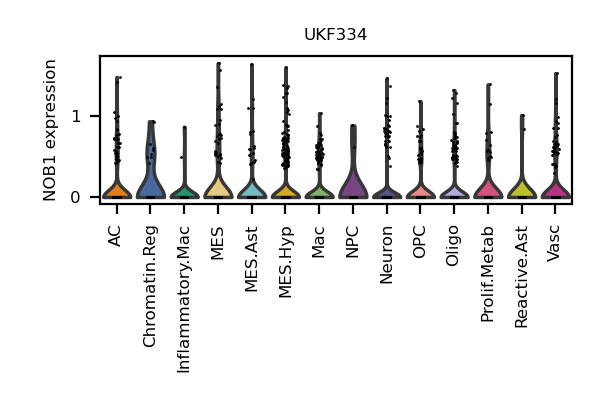 UKF334
NOB1 expression
1
0
AC
Chromatin.Reg
Inflammatory.Mac
MES
MES.Ast
MES.Hyp
Mac
NPC
Neuron
OPC
Oligo
Prolif.Metab
Reactive.Ast
Vasc